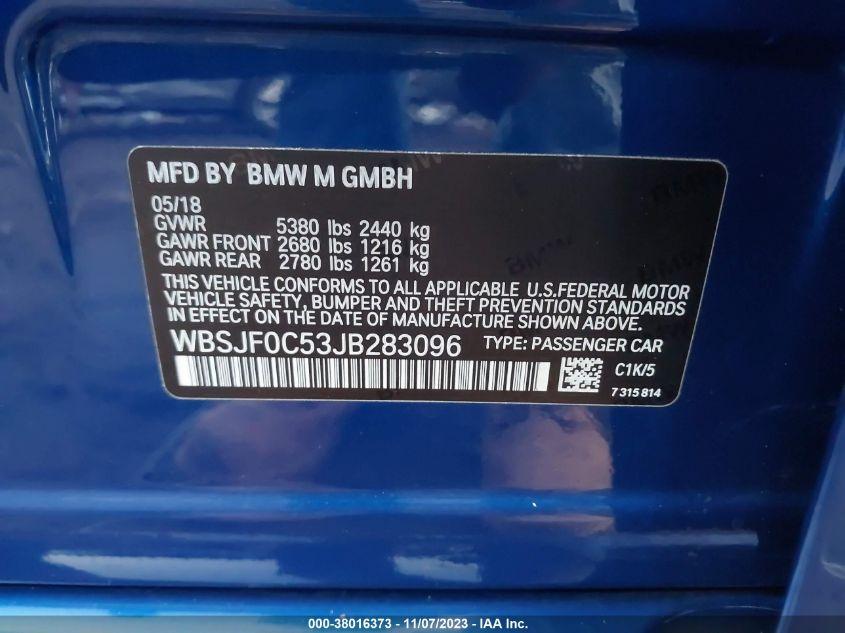 MFD BY BMW M GMBH
05/18
GVWR 5380 lbs 2440 kg
GAWR FRONT 2680 lbs 1216 kg
GAWR REAR 2780 lbs 1261 kg
THIS VEHICLE CONFORMS TO ALL APPLICABLE U.S.FEDERAL MOTOR
VEHICLE SAFETY, BUMPER AND THEFT PREVENTION STANDARDS
IN EFFECT ON THE DATE OF MANUFACTURE SHOWN ABOVE.
WBSJF0C53JB283096 TYPE: PASSENGER CAR
C1K/5
7 315 814
000-38016373 - 11/07/2023 - IAA Inc.